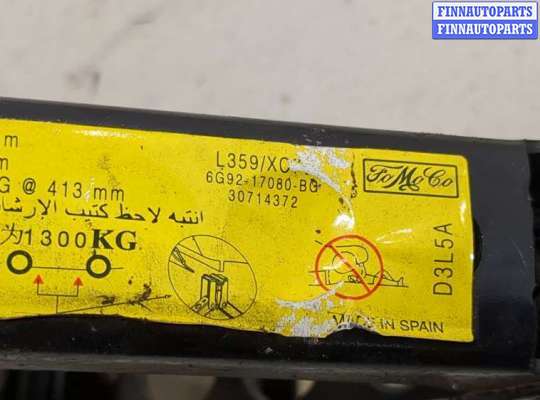 FINNAUTOPARTS
FINNAUTOPARTS
m
m
G @ 413 mm
انتبه لاحظ كتيب
为1300KG
L359/XC
6G92-17080-BG
30714372
FoMoCo
D3L5A
MADE IN SPAIN